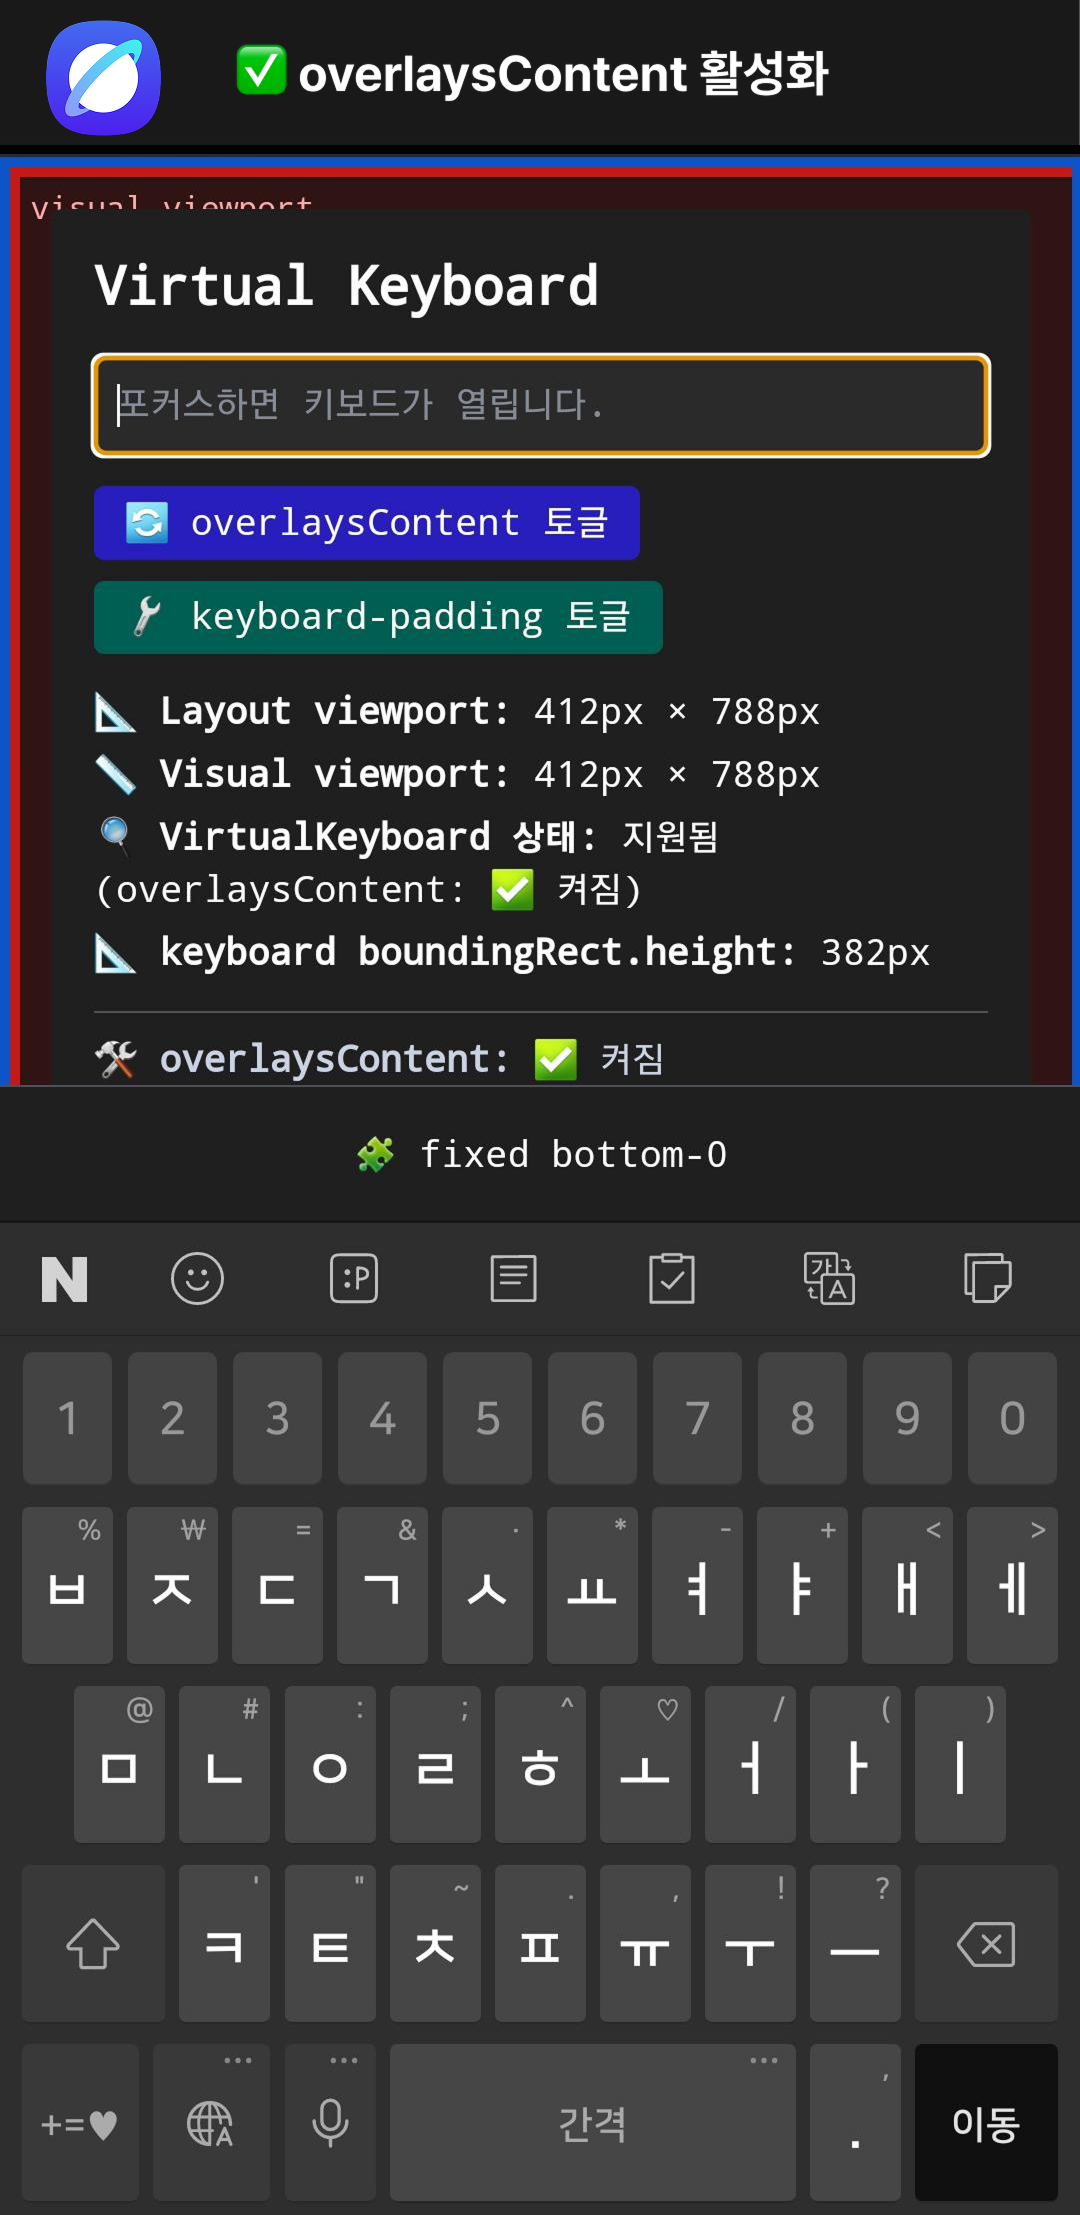 ✅ overlaysContent 활성화
visual viewport
Virtual Keyboard
포커스하면 키보드가 열립니다.
🔄 overlaysContent 토글
🔧 keyboard-padding 토글
📐 Layout viewport: 412px × 788px
📏 Visual viewport: 412px × 788px
🔍 VirtualKeyboard 상태: 지원됨
(overlaysContent: ✅ 켜짐)
📐 keyboard boundingRect.height: 382px
🛠️ overlaysContent: ✅ 켜짐
🧩 fixed bottom-0
N :P 가 A
1 2 3 4 5 6 7 8 9 0
% ₩ = & · * - + < >
ㅂ ㅈ ㄷ ㄱ ㅅ ㅛ ㅕ ㅑ ㅐ ㅔ
@ # : ; ^ ♡ / ( )
ㅁ ㄴ ㅇ ㄹ ㅎ ㅗ ㅓ ㅏ ㅣ
' " ~ . , ! ?
ㅋ ㅌ ㅊ ㅍ ㅠ ㅜ ㅡ
... ... ... ,
+=♥ A 간격 . 이동